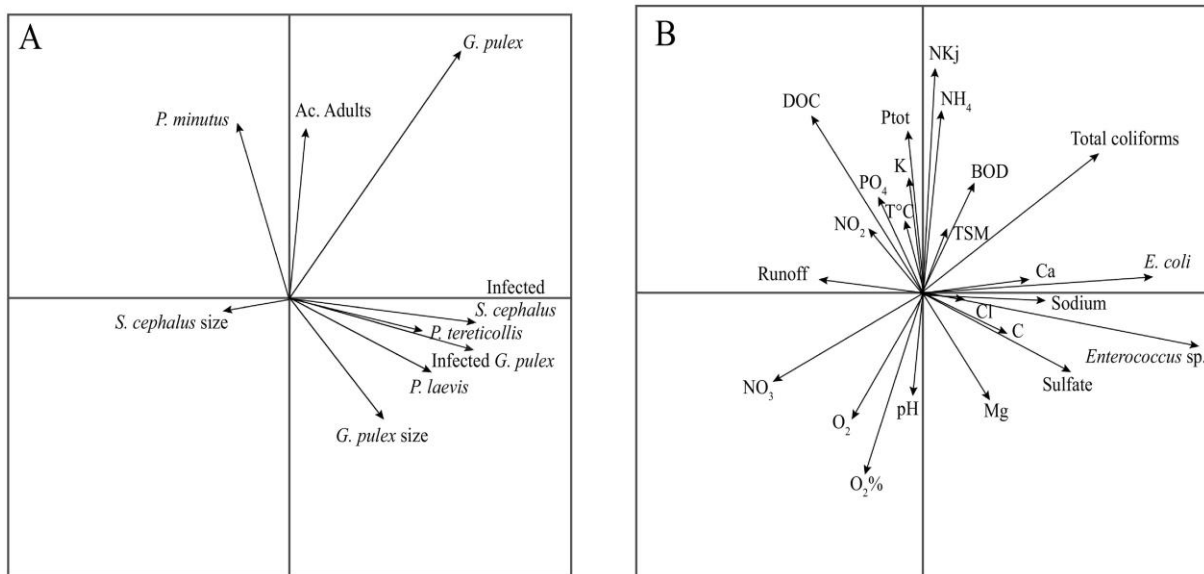 A
G. pulex
P. minutus
Ac. Adults
Infected
S. cephalus
S. cephalus size
P. tereticollis
Infected G. pulex
P. laevis
G. pulex size
B
NKj
DOC
NH4
Ptot
Total coliforms
K
BOD
PO4
T°C
NO2
TSM
Runoff
Ca
E. coli
Cl
Sodium
C
Enterococcus sp.
NO3
Sulfate
O2
pH
Mg
O2%